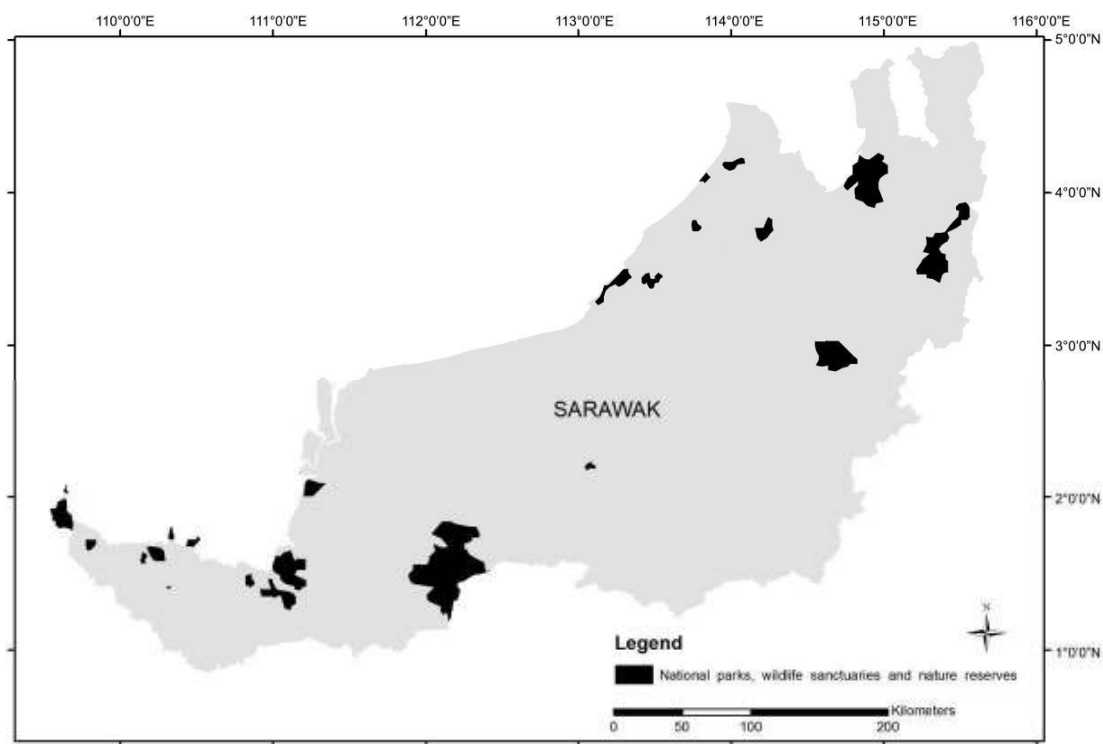 110°0'0"E 111°0'0"E 112°0'0"E 113°0'0"E 114°0'0"E 115°0'0"E 116°0'0"E
5°0'0"N
4°0'0"N
3°0'0"N
SARAWAK
2°0'0"N
N
Legend
1°0'0"N
National parks, wildlife sanctuaries and nature reserves
Kilometers
0 50 100 200